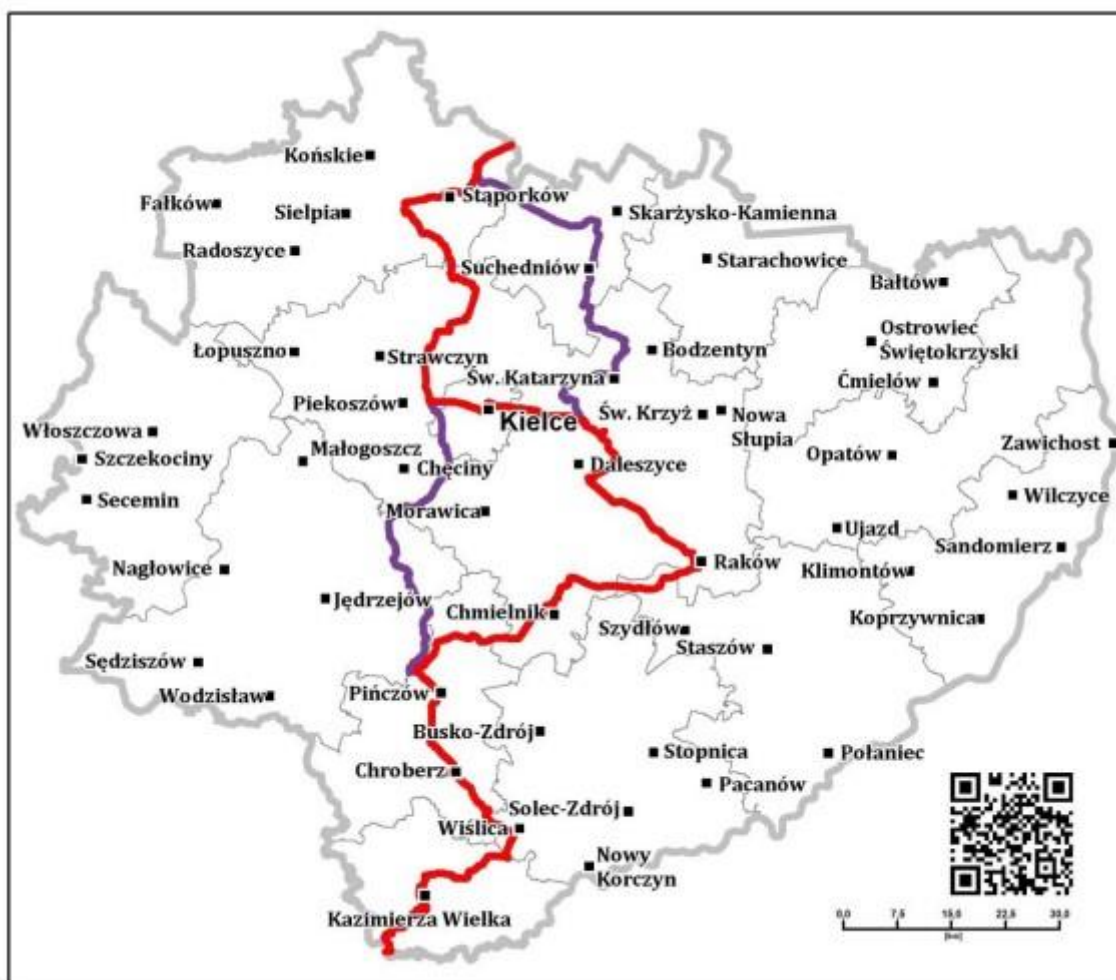 Końskie
Stąporków
Fałków
Sielpia
Skarżysko-Kamienna
Radoszyce
Starachowice
Suchedniów
Bałtów
Ostrowiec
Świętokrzyski
Łopuszno
Strawczyn
Bodzentyn
Św. Katarzyna
Ćmielów
Piekoszów
Kielce
Św. Krzyż
Nowa
Słupia
Włoszczowa
Zawichost
Szczekociny
Małogoszcz
Chęciny
Daleszyce
Opatów
Secemin
Wilczyce
Morawica
Ujazd
Sandomierz
Nagłowice
Raków
Klimontów
Jędrzejów
Chmielnik
Koprzywnica
Szydłów
Staszów
Sędziszów
Wodzisław
Pińczów
Busko-Zdrój
Stopnica
Połaniec
Chroberz
Pacanów
Solec-Zdrój
Wiślica
Nowy
Korczyn
Kazimierza Wielka
0,0 7,5 15,0 22,5 30,0
[km]